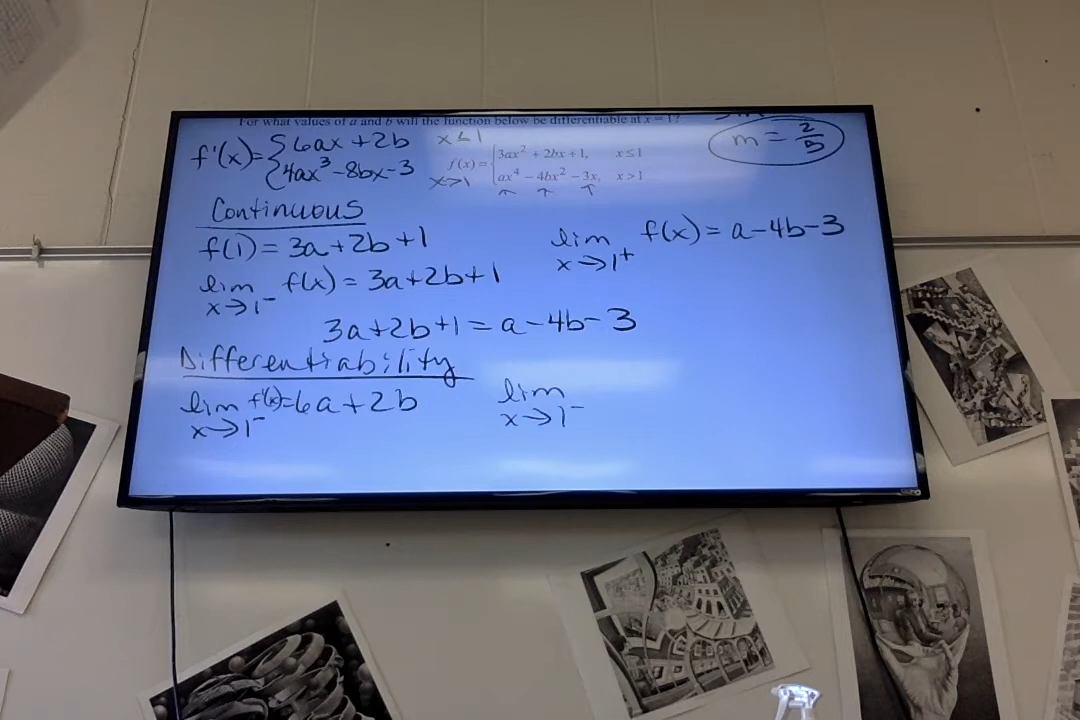 For what values of a and b will the function below be differentiable at x = 1?
f'(x)= { 6ax + 2b   x ≤ 1
4ax³ - 8bx - 3   x > 1
f(x) = { 3ax² + 2bx + 1,   x ≤ 1
ax⁴ - 4bx² - 3x,   x > 1
m = 2/5
Continuous
f(1) = 3a + 2b + 1
lim x→1⁻ f(x) = 3a + 2b + 1
lim x→1⁺ f(x) = a - 4b - 3
3a + 2b + 1 = a - 4b - 3
Differentiability
lim x→1⁻ f'(x) = 6a + 2b
lim x→1⁻